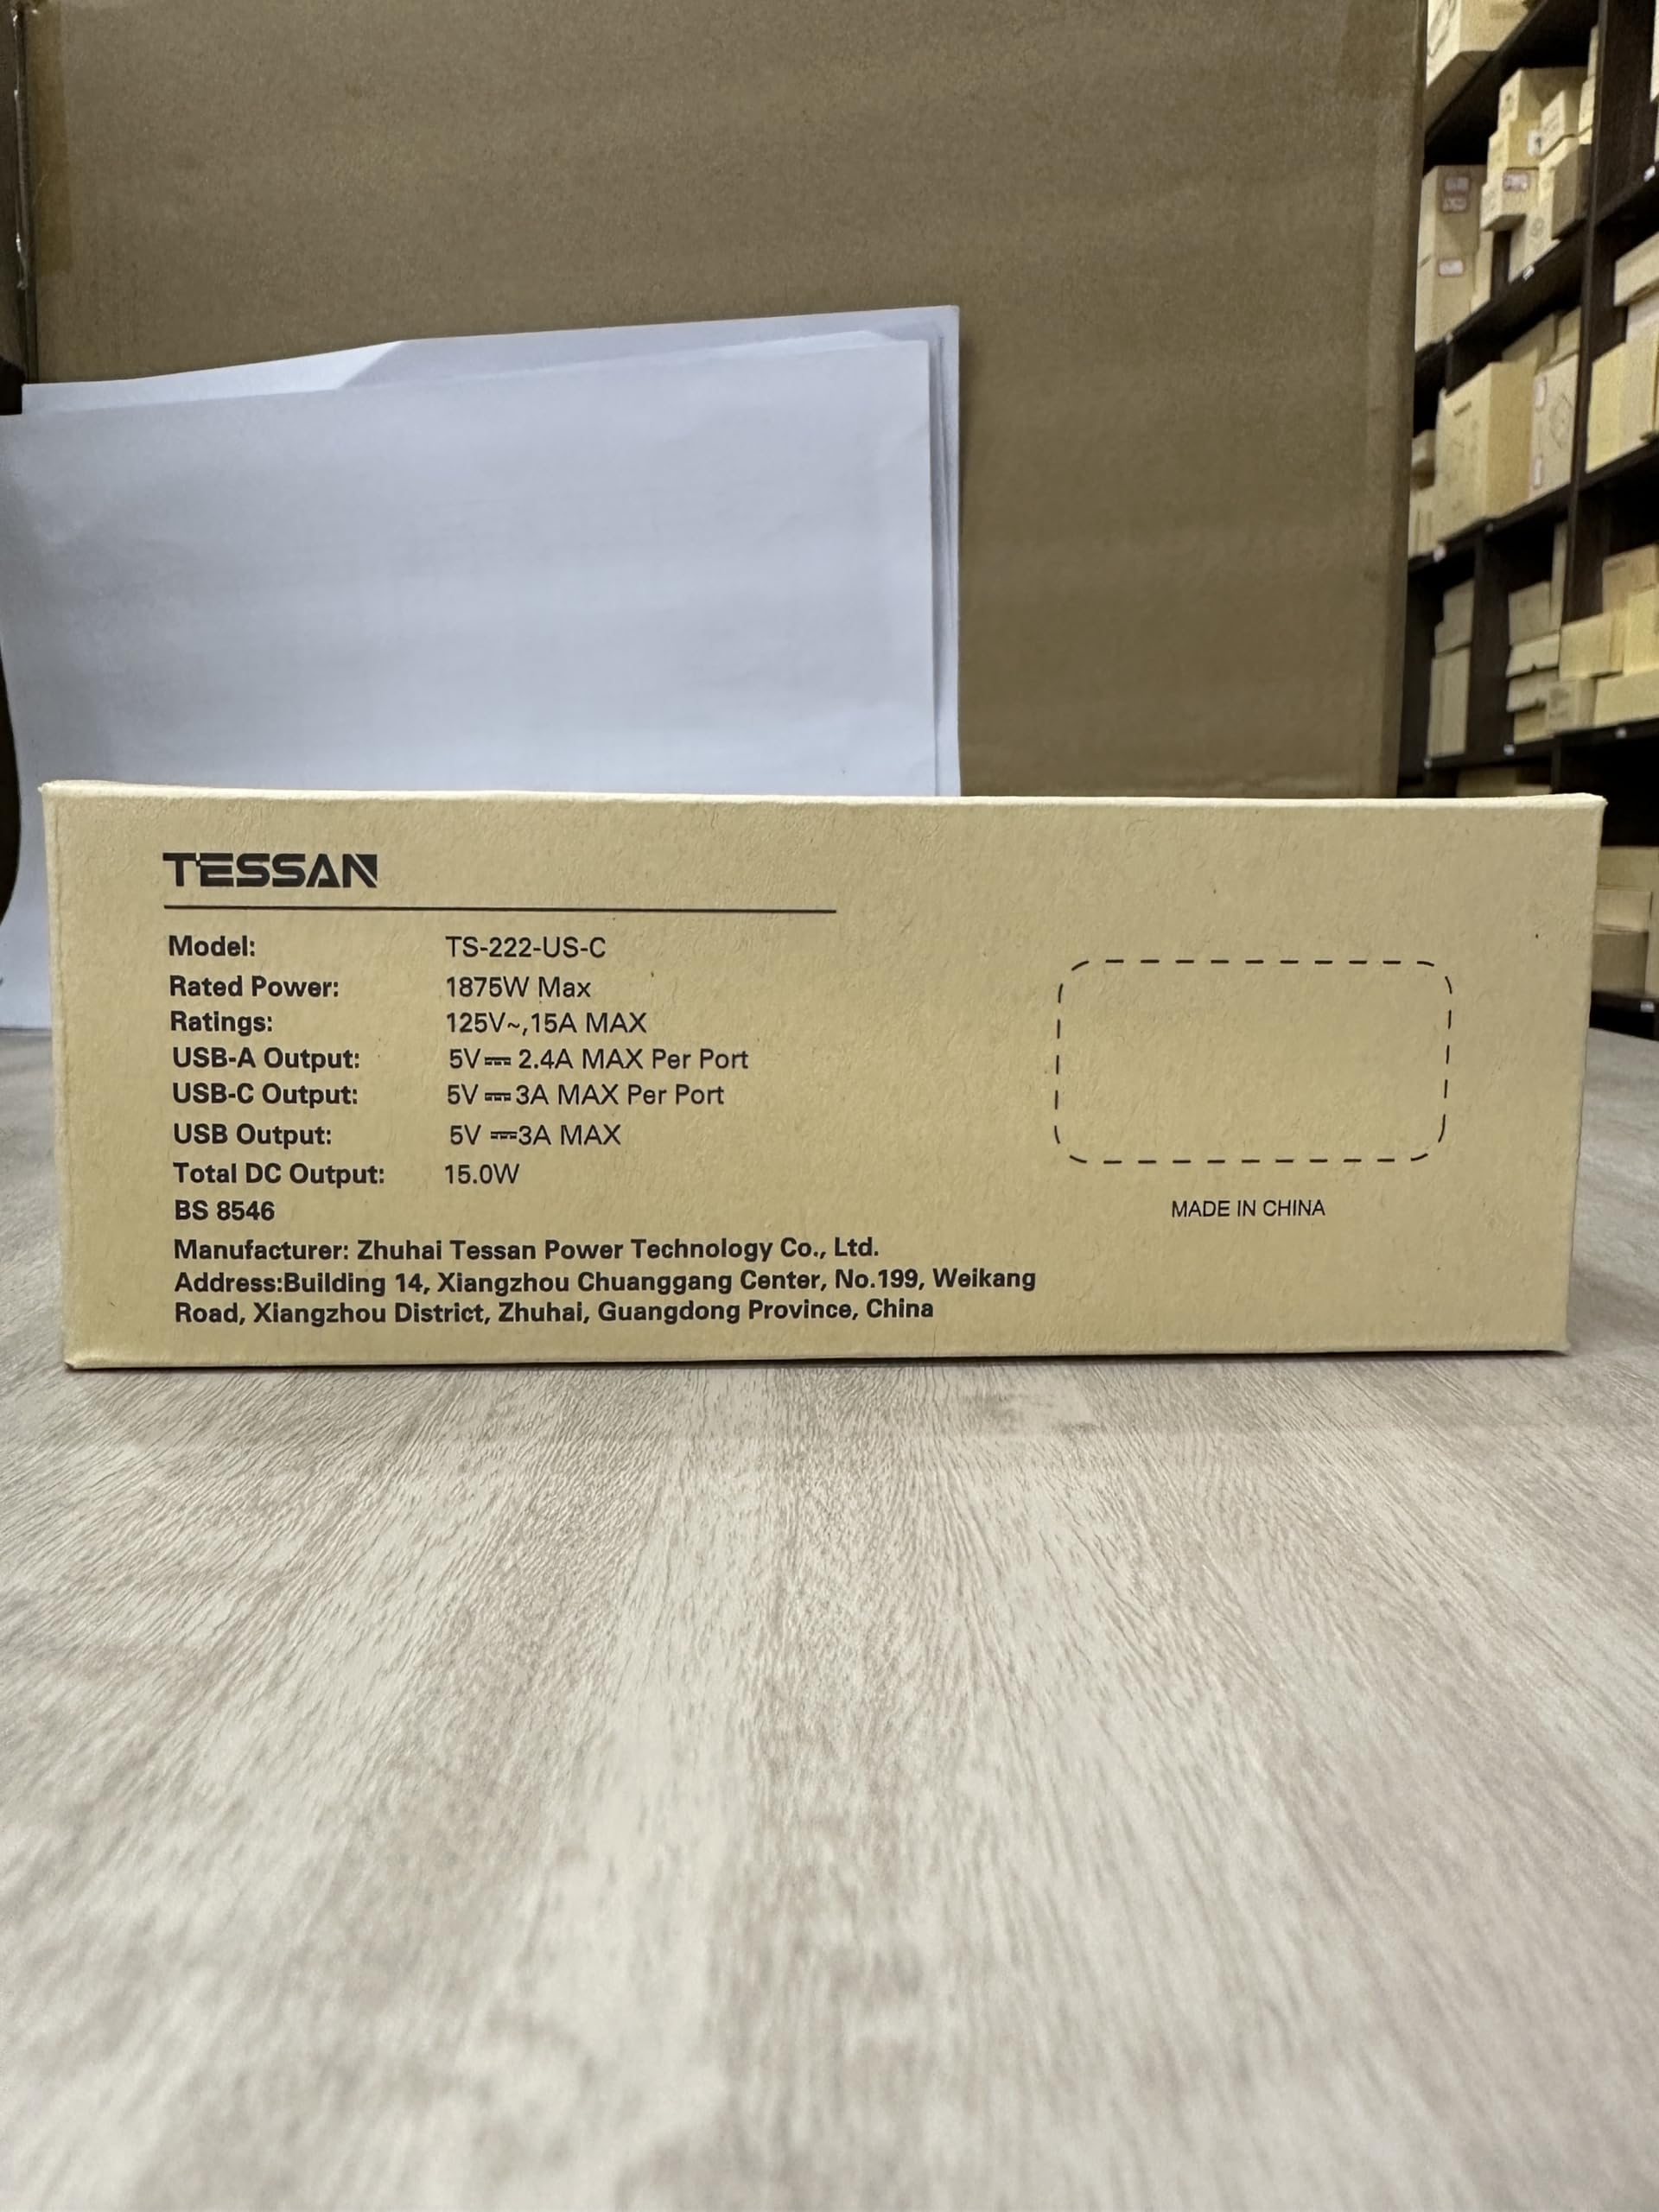 TESSAN
Model: TS-222-US-C
Rated Power: 1875W Max
Ratings: 125V~,15A MAX
USB-A Output: 5V⎓ 2.4A MAX Per Port
USB-C Output: 5V ⎓3A MAX Per Port
USB Output: 5V ⎓3A MAX
Total DC Output: 15.0W
BS 8546
Manufacturer: Zhuhai Tessan Power Technology Co., Ltd.
Address:Building 14, Xiangzhou Chuanggang Center, No.199, Weikang
Road, Xiangzhou District, Zhuhai, Guangdong Province, China
MADE IN CHINA